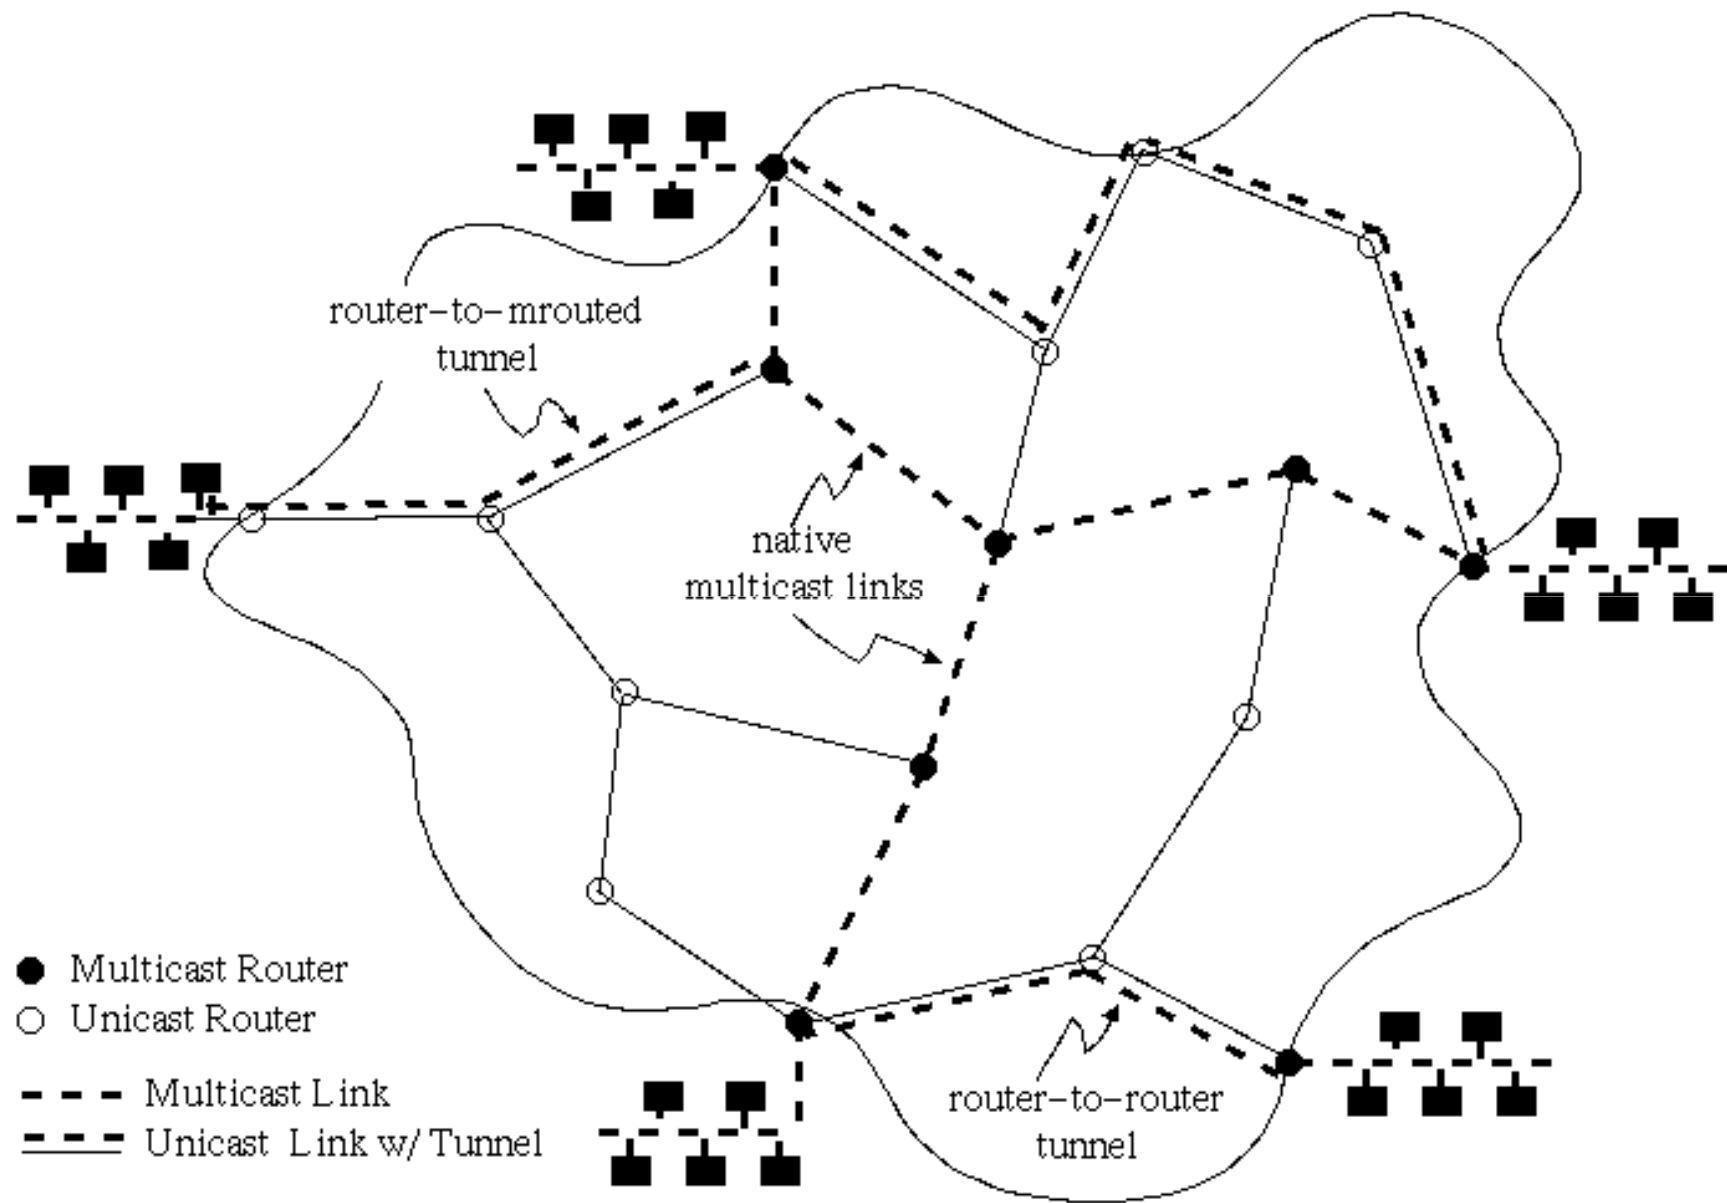 router-to-mrouted
tunnel
native
multicast links
Multicast Router
Unicast Router
Multicast Link
Unicast Link w/ Tunnel
router-to-router
tunnel